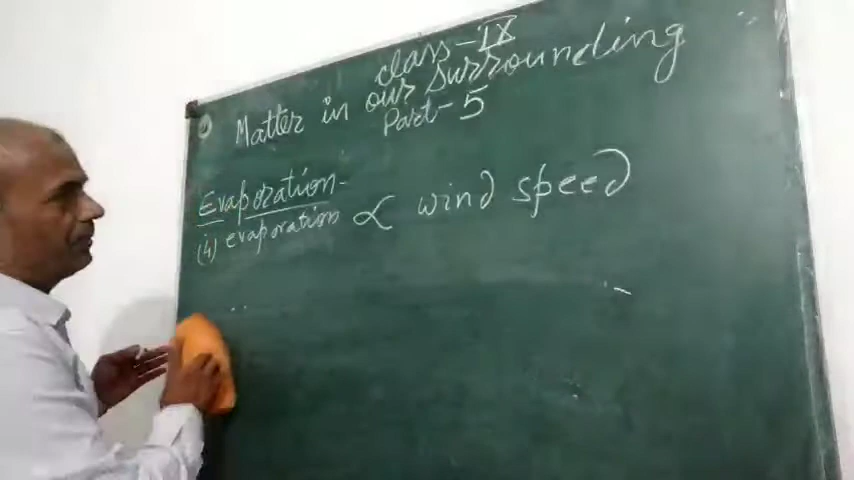 class-IX
Matter in our Surrounding
Part-5
Evaporation-
(4) evaporation ∝ wind speed